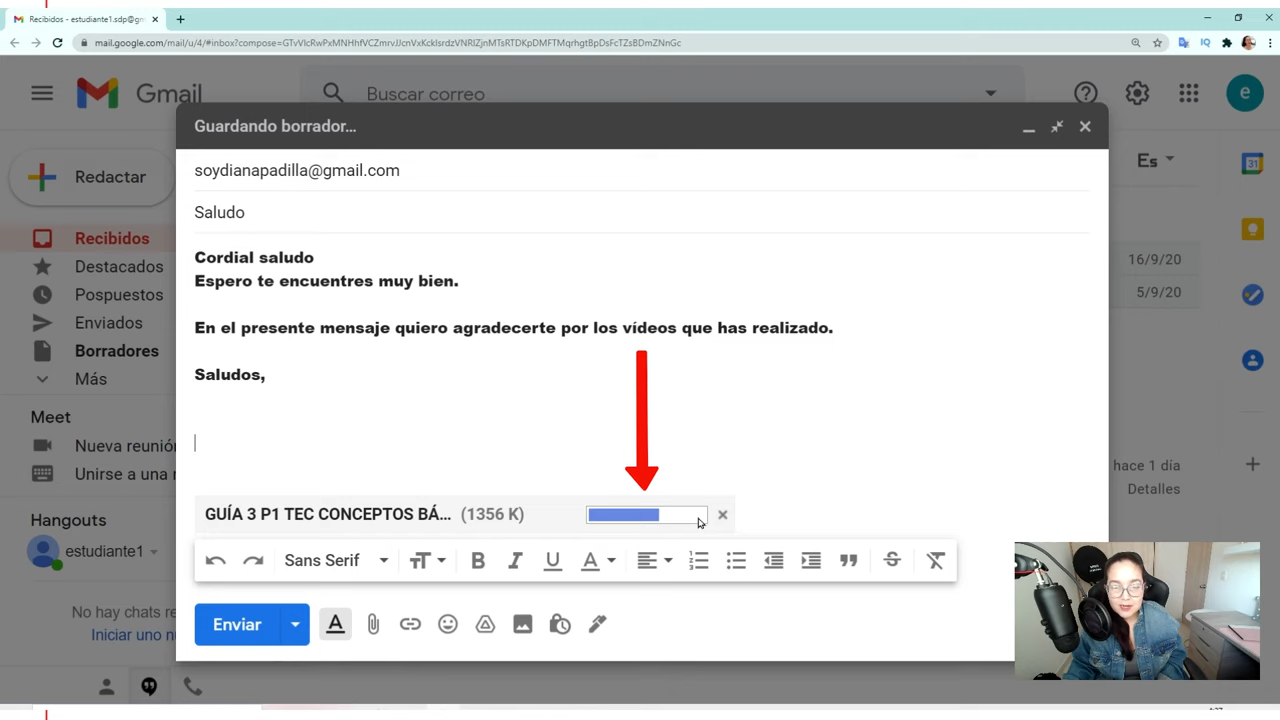 Recibidos - estudiante1.sdp@gm
mail.google.com/mail/u/4/#inbox?compose=
IQ
Gmail
Buscar correo
e
Guardando borrador...
Redactar
soydianapadilla@gmail.com
Es
31
Saludo
Recibidos
Cordial saludo
16/9/20
Destacados
Espero te encuentres muy bien.
5/9/20
Pospuestos
Enviados
En el presente mensaje quiero agradecerte por los vídeos que has realizado.
Borradores
Más
Saludos,
Meet
Nueva reunión
Unirse a una r
hace 1 día
Detalles
GUÍA 3 P1 TEC CONCEPTOS BÁ... (1356 K)
Hangouts
estudiante1
Sans Serif
No hay chats re
Iniciar uno nu
Enviar